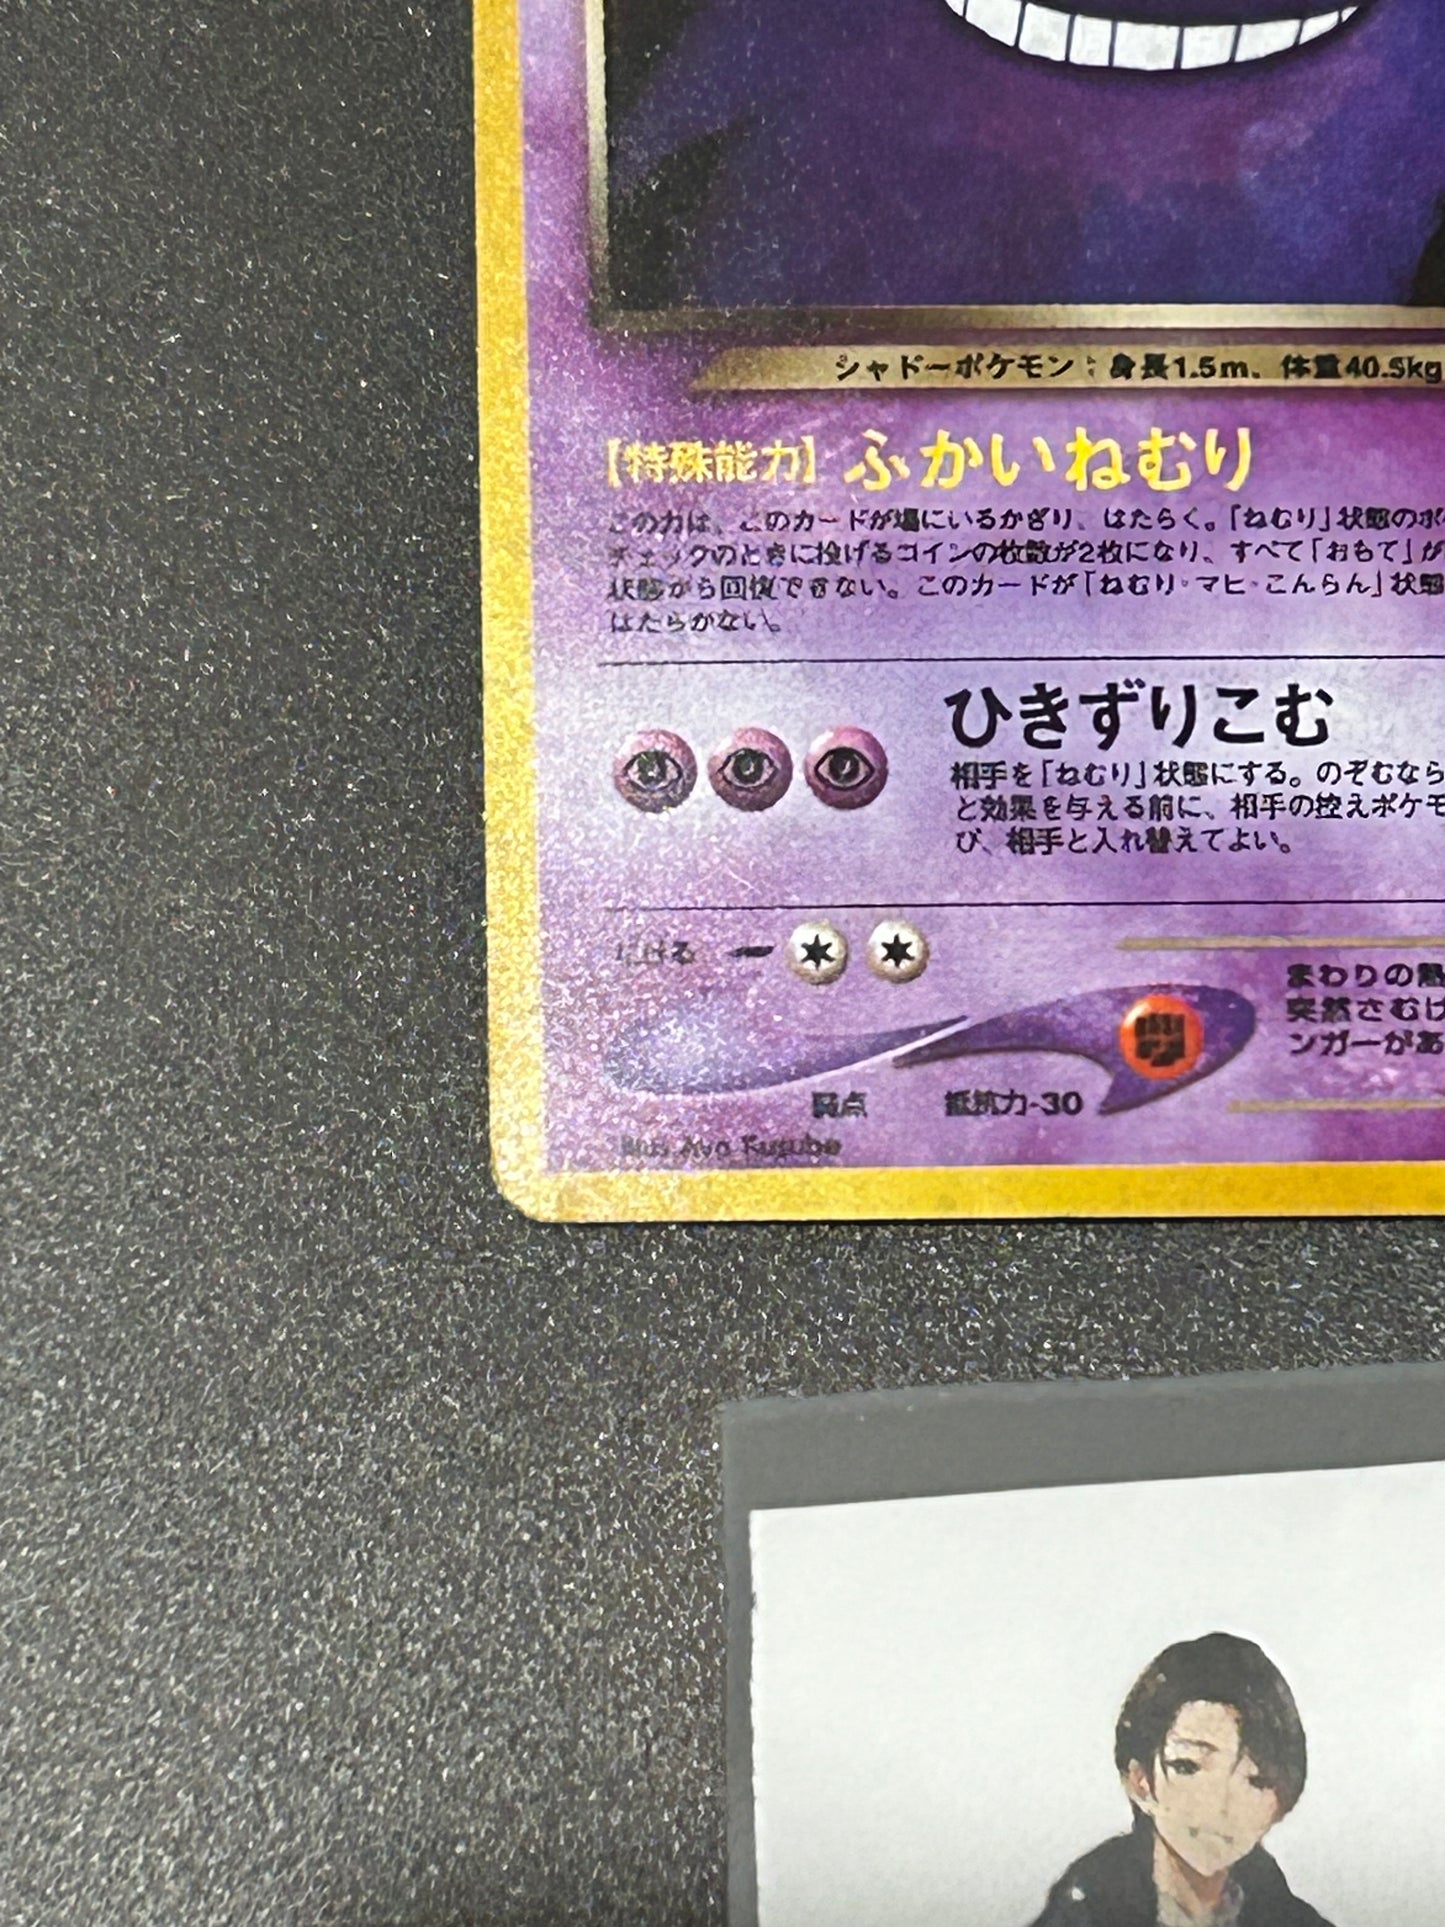 シャドーポケモン：身長1.5m、体重40.5kg
【特殊能力】ふかいねむり
この力は、このカードが場にいるかぎり、はたらく。「ねむり」状態のポ
チェックのときに投げるコインの枚数が2枚になり、すべて「おもて」が
状態から回復できない。このカードが「ねむり・マヒ・こんらん」状態
はたらかない。
ひきずりこむ
相手を「ねむり」状態にする。のぞむなら
と効果を与える前に、相手の控えポケモ
び、相手と入れ替えてよい。
にげる
まわりの熱
突然さむけ
ンガーがあ
弱点 抵抗力-30
Illus. Aya Kusube